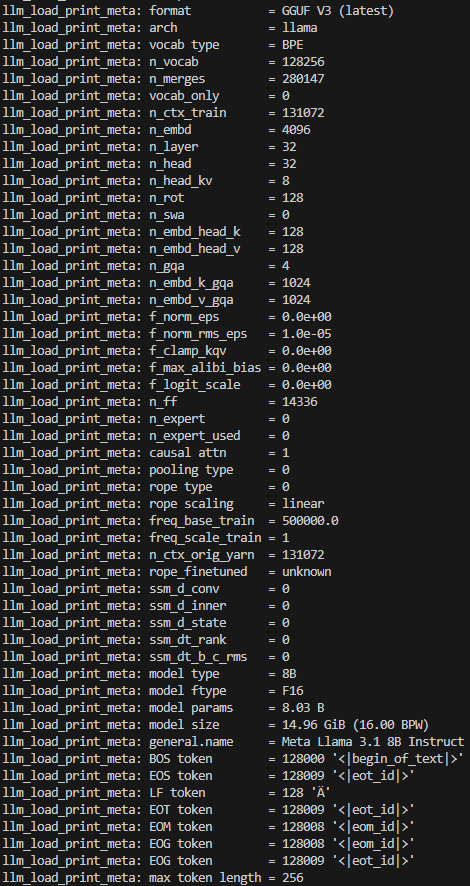 llm_load_print_meta: format           = GGUF V3 (latest)
llm_load_print_meta: arch             = llama
llm_load_print_meta: vocab type       = BPE
llm_load_print_meta: n_vocab          = 128256
llm_load_print_meta: n_merges         = 280147
llm_load_print_meta: vocab_only       = 0
llm_load_print_meta: n_ctx_train      = 131072
llm_load_print_meta: n_embd           = 4096
llm_load_print_meta: n_layer          = 32
llm_load_print_meta: n_head           = 32
llm_load_print_meta: n_head_kv        = 8
llm_load_print_meta: n_rot            = 128
llm_load_print_meta: n_swa            = 0
llm_load_print_meta: n_embd_head_k    = 128
llm_load_print_meta: n_embd_head_v    = 128
llm_load_print_meta: n_gqa            = 4
llm_load_print_meta: n_embd_k_gqa     = 1024
llm_load_print_meta: n_embd_v_gqa     = 1024
llm_load_print_meta: f_norm_eps       = 0.0e+00
llm_load_print_meta: f_norm_rms_eps   = 1.0e-05
llm_load_print_meta: f_clamp_kqv      = 0.0e+00
llm_load_print_meta: f_max_alibi_bias = 0.0e+00
llm_load_print_meta: f_logit_scale    = 0.0e+00
llm_load_print_meta: n_ff             = 14336
llm_load_print_meta: n_expert         = 0
llm_load_print_meta: n_expert_used    = 0
llm_load_print_meta: causal attn      = 1
llm_load_print_meta: pooling type     = 0
llm_load_print_meta: rope type        = 0
llm_load_print_meta: rope scaling     = linear
llm_load_print_meta: freq_base_train  = 500000.0
llm_load_print_meta: freq_scale_train = 1
llm_load_print_meta: n_ctx_orig_yarn  = 131072
llm_load_print_meta: rope_finetuned   = unknown
llm_load_print_meta: ssm_d_conv       = 0
llm_load_print_meta: ssm_d_inner      = 0
llm_load_print_meta: ssm_d_state      = 0
llm_load_print_meta: ssm_dt_rank      = 0
llm_load_print_meta: ssm_dt_b_c_rms   = 0
llm_load_print_meta: model type       = 8B
llm_load_print_meta: model ftype      = F16
llm_load_print_meta: model params     = 8.03 B
llm_load_print_meta: model size       = 14.96 GiB (16.00 BPW)
llm_load_print_meta: general.name     = Meta Llama 3.1 8B Instruct
llm_load_print_meta: BOS token        = 128000 '<|begin_of_text|>'
llm_load_print_meta: EOS token        = 128009 '<|eot_id|>'
llm_load_print_meta: LF token         = 128 'Ä'
llm_load_print_meta: EOT token        = 128009 '<|eot_id|>'
llm_load_print_meta: EOM token        = 128008 '<|eom_id|>'
llm_load_print_meta: EOG token        = 128008 '<|eom_id|>'
llm_load_print_meta: EOG token        = 128009 '<|eot_id|>'
llm_load_print_meta: max token length = 256